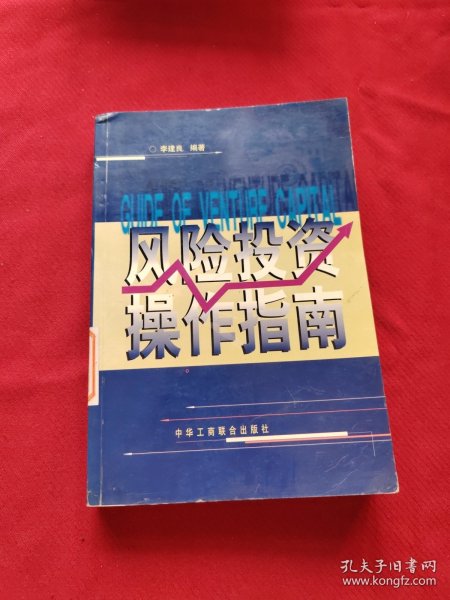 李建良 编著
GUIDE OF VENTURE CAPITAL
风险投资
操作指南
中华工商联合出版社
孔夫子旧书网
www.kongfz.com